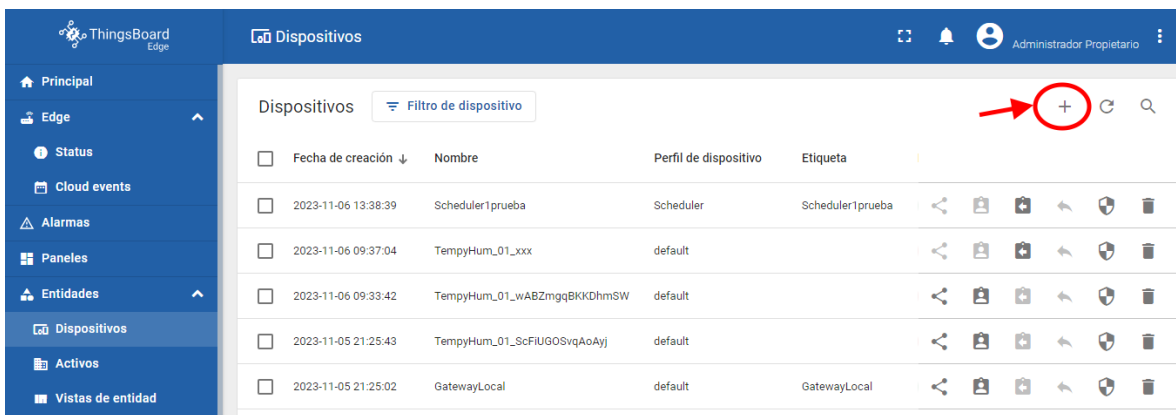 ThingsBoard
Edge
Dispositivos
Administrador Propietario
Principal
Edge
Status
Cloud events
Alarmas
Paneles
Entidades
Dispositivos
Activos
Vistas de entidad
Dispositivos Filtro de dispositivo
Fecha de creación Nombre Perfil de dispositivo Etiqueta
2023-11-06 13:38:39 Scheduler1prueba Scheduler Scheduler1prueba
2023-11-06 09:37:04 TempyHum_01_xxx default
2023-11-06 09:33:42 TempyHum_01_wABZmgqBKKDhmSW default
2023-11-05 21:25:43 TempyHum_01_ScFiUGOSvqAoAyj default
2023-11-05 21:25:02 GatewayLocal default GatewayLocal